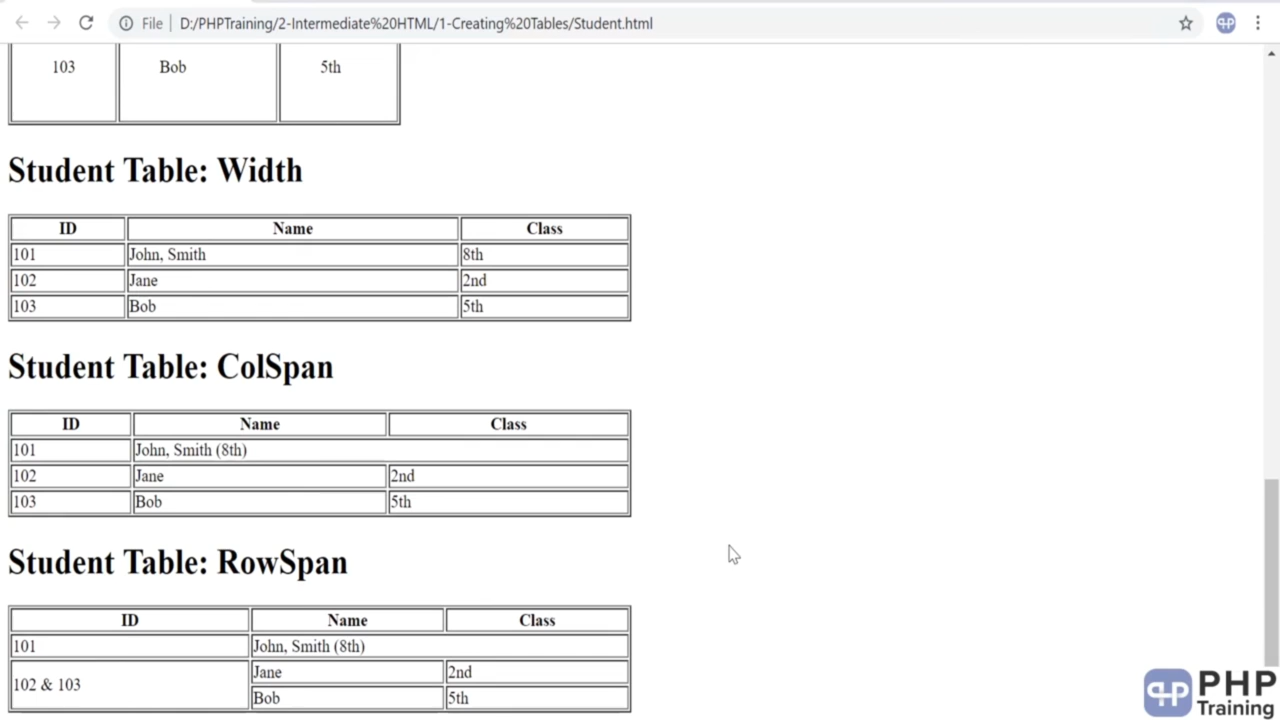 File D:/PHPTraining/2-Intermediate%20HTML/1-Creating%20Tables/Student.html
103 Bob 5th
Student Table: Width
ID Name Class
101 John, Smith 8th
102 Jane 2nd
103 Bob 5th
Student Table: ColSpan
ID Name Class
101 John, Smith (8th)
102 Jane 2nd
103 Bob 5th
Student Table: RowSpan
ID Name Class
101 John, Smith (8th)
102 & 103 Jane 2nd
Bob 5th
PHP
Training